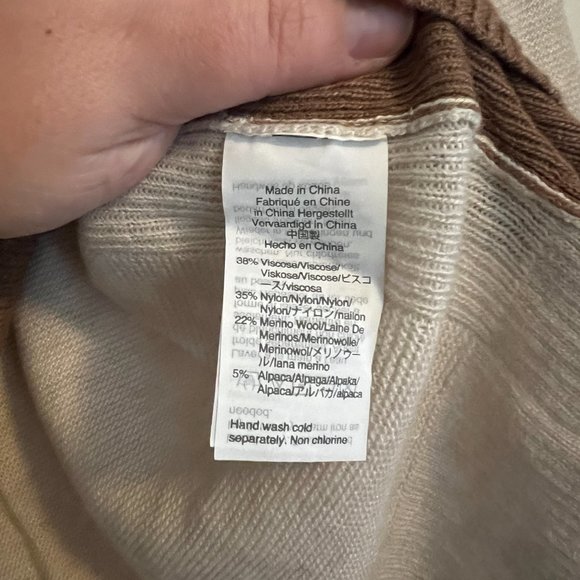 Made in China
Fabriqué en Chine
in China Hergestellt
Vervaardigd in China
中国製
Hecho en China
38% Viscose/Viscose/
Viskose/Viscose/ビスコ
ース/viscosa
35% Nylon/Nylon/Nylon/
Nylon/ナイロン/nailon
22% Merino Wool/Laine De
Merinos/Merinowolle/
Merinowol/メリノウー
ル/lana merino
5% Alpaca/Alpaga/Alpaka/
Alpaca/アルパカ/alpaca
Hand wash cold
separately. Non chlorine